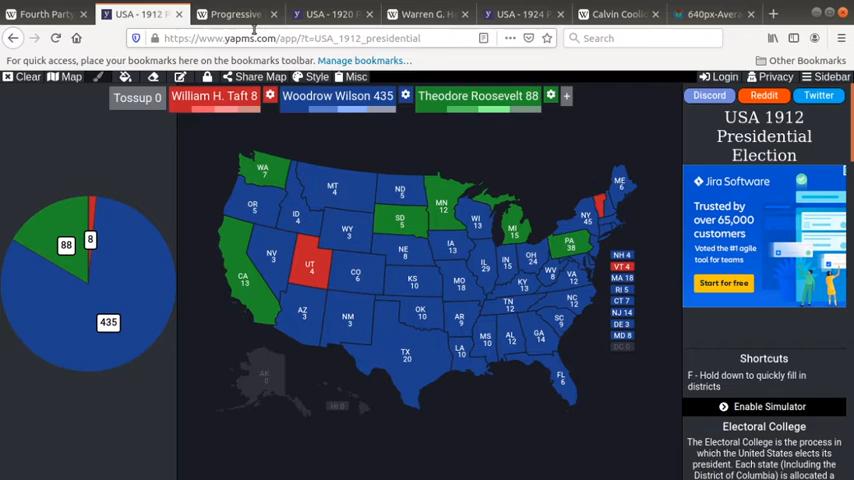 Fourth Party
USA - 1912 P
Progressive
USA - 1920 P
Warren G. Ha
USA - 1924 P
Calvin Coolid
640px-Avera
https://www.yapms.com/app/?t=USA_1912_presidential
Search
For quick access, place your bookmarks here on the bookmarks toolbar. Manage bookmarks…
Other Bookmarks
Clear
Map
Share Map
Style
Misc
Login
Privacy
Sidebar
Tossup 0
William H. Taft 8
Woodrow Wilson 435
Theodore Roosevelt 88
+
Discord
Reddit
Twitter
USA 1912
Presidential
Election
Jira Software
Trusted by
over 65,000
customers
Voted the #1 agile
tool for teams
Start for free
Shortcuts
F - Hold down to quickly fill in
districts
Enable Simulator
Electoral College
The Electoral College is the process in
which the United States elects its
president. Each state (Including the
District of Columbia) is allocated a
88
8
435
WA
7
OR
5
CA
13
NV
3
ID
4
MT
4
WY
3
UT
4
AZ
3
CO
6
NM
3
ND
5
SD
5
NE
8
KS
10
OK
10
TX
20
MN
12
IA
13
MO
18
AR
9
LA
10
WI
13
IL
29
MI
15
IN
15
OH
24
KY
13
TN
12
MS
10
AL
12
GA
14
FL
6
SC
9
NC
12
VA
12
WV
8
PA
38
NY
45
ME
6
NH 4
VT 4
MA 18
RI 5
CT 7
NJ 14
DE 3
MD 8
DC 0
AK
0
HI 0